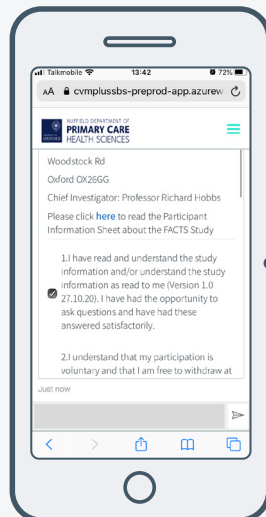 Talkmobile 13:42 72%
AA cvmplussbs-preprod-app.azurew
NUFFIELD DEPARTMENT OF
PRIMARY CARE
HEALTH SCIENCES
Woodstock Rd
Oxford OX26GG
Chief Investigator: Professor Richard Hobbs
Please click here to read the Participant
Information Sheet about the FACTS Study
1.I have read and understand the study
information and/or understand the study
information as read to me (Version 1.0
27.10.20). I have had the opportunity to
ask questions and have had these
answered satisfactorily.
2.I understand that my participation is
voluntary and that I am free to withdraw at
Just now